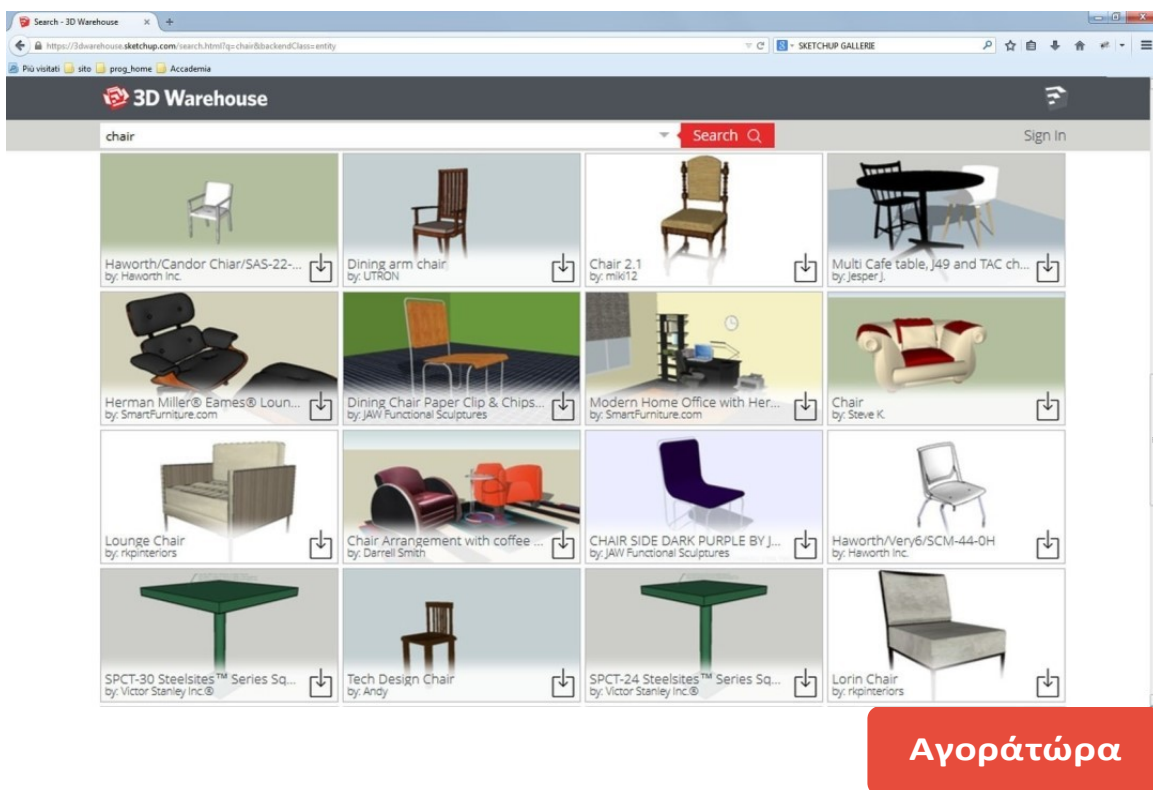 Search - 3D Warehouse
https://3dwarehouse.sketchup.com/search.html?q=chair&backendClass=entity
SKETCHUP GALLERIE
Più visitati sito prog_home Accademia
3D Warehouse
chair Search Sign In
Haworth/Candor Chiar/SAS-22-...
by: Haworth Inc.
Dining arm chair
by: UTRON
Chair 2.1
by: miki12
Multi Cafe table, J49 and TAC ch...
by: Jesper J.
Herman Miller® Eames® Loun...
by: SmartFurniture.com
Dining Chair Paper Clip & Chips...
by: JAW Functional Sculptures
Modern Home Office with Her...
by: SmartFurniture.com
Chair
by: Steve K.
Lounge Chair
by: rkpinteriors
Chair Arrangement with coffee ...
by: Darrell Smith
CHAIR SIDE DARK PURPLE BY J...
by: JAW Functional Sculptures
Haworth/Very6/SCM-44-0H
by: Haworth Inc.
SPCT-30 Steelsites™ Series Sq...
by: Victor Stanley Inc.®
Tech Design Chair
by: Andy
SPCT-24 Steelsites™ Series Sq...
by: Victor Stanley Inc.®
Lorin Chair
by: rkpinteriors
Αγοράτώρα